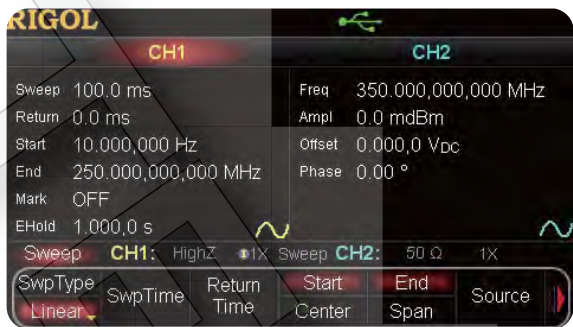 RIGOL
CH1 CH2
Sweep 100.0 ms
Return 0.0 ms
Start 10.000,000 Hz
End 250.000,000,000 MHz
Mark OFF
EHold 1.000,0 s
Freq 350.000,000,000 MHz
Ampl 0.0 mdBm
Offset 0.000,0 VDC
Phase 0.00 °
Sweep CH1: HighZ 1X Sweep CH2: 50 Ω 1X
SwpType
Linear
SwpTime
Return
Time
Start
Center
End
Span
Source